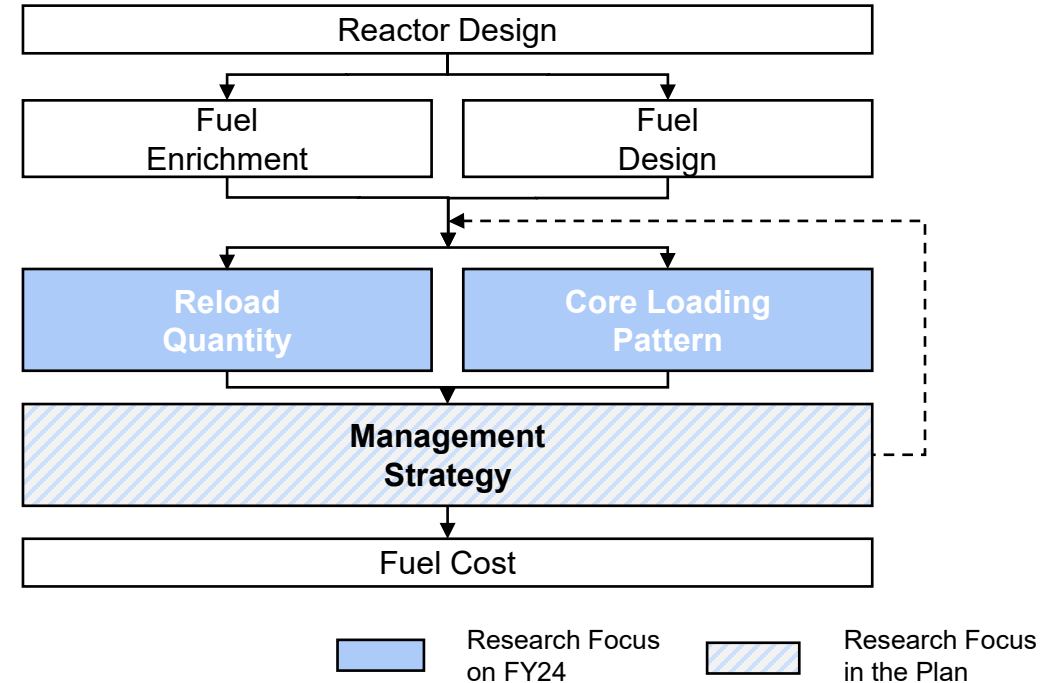 Reactor Design
Fuel
Enrichment
Fuel
Design
Reload
Quantity
Core Loading
Pattern
Management
Strategy
Fuel Cost
Research Focus
on FY24
Research Focus
in the Plan